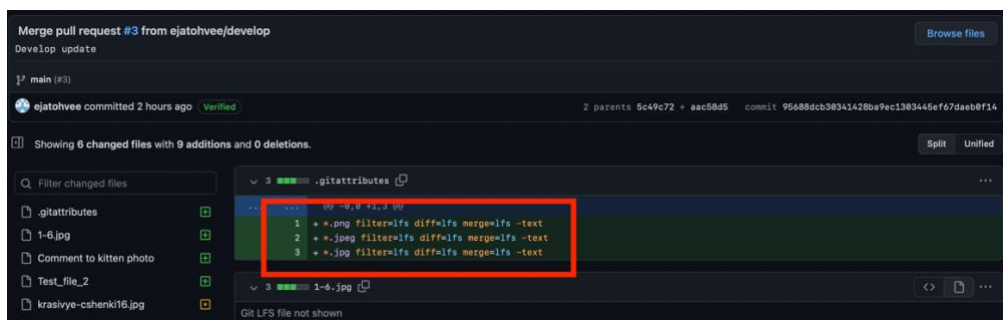 Merge pull request #3 from ejatohvee/develop
Browse files
Develop update
main (#3)
ejatohvee committed 2 hours ago Verified
2 parents 5c49c72 + aac58d5 commit 95688dcb30341428ba9ec1303445ef67daeb0f14
Showing 6 changed files with 9 additions and 0 deletions.
Split Unified
Filter changed files
.gitattributes
1-6.jpg
Comment to kitten photo
Test_file_2
krasivye-cshenki16.jpg
3 .gitattributes
... ... @@ -0,0 +1,3 @@
1 + *.png filter=lfs diff=lfs merge=lfs -text
2 + *.jpeg filter=lfs diff=lfs merge=lfs -text
3 + *.jpg filter=lfs diff=lfs merge=lfs -text
3 1-6.jpg
Git LFS file not shown